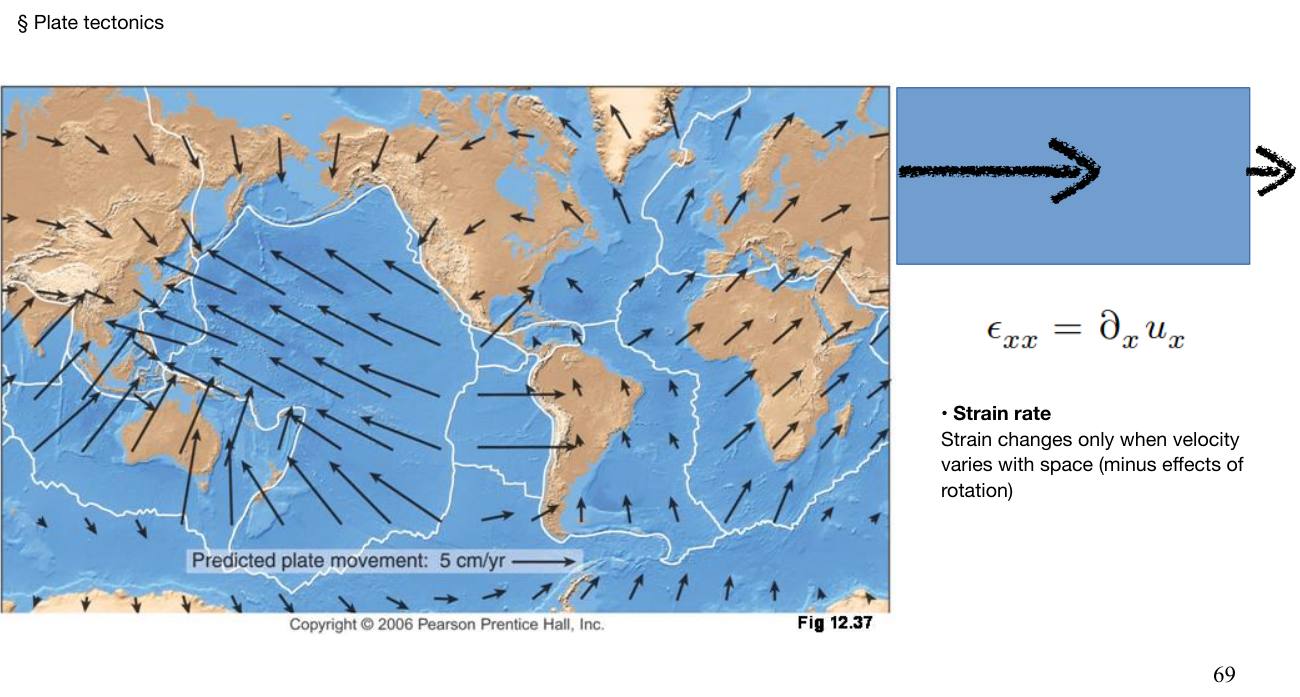 § Plate tectonics
Predicted plate movement: 5 cm/yr
Copyright © 2006 Pearson Prentice Hall, Inc.
Fig 12.37
ϵxx = ∂x ux
• Strain rate
Strain changes only when velocity
varies with space (minus effects of
rotation)
69